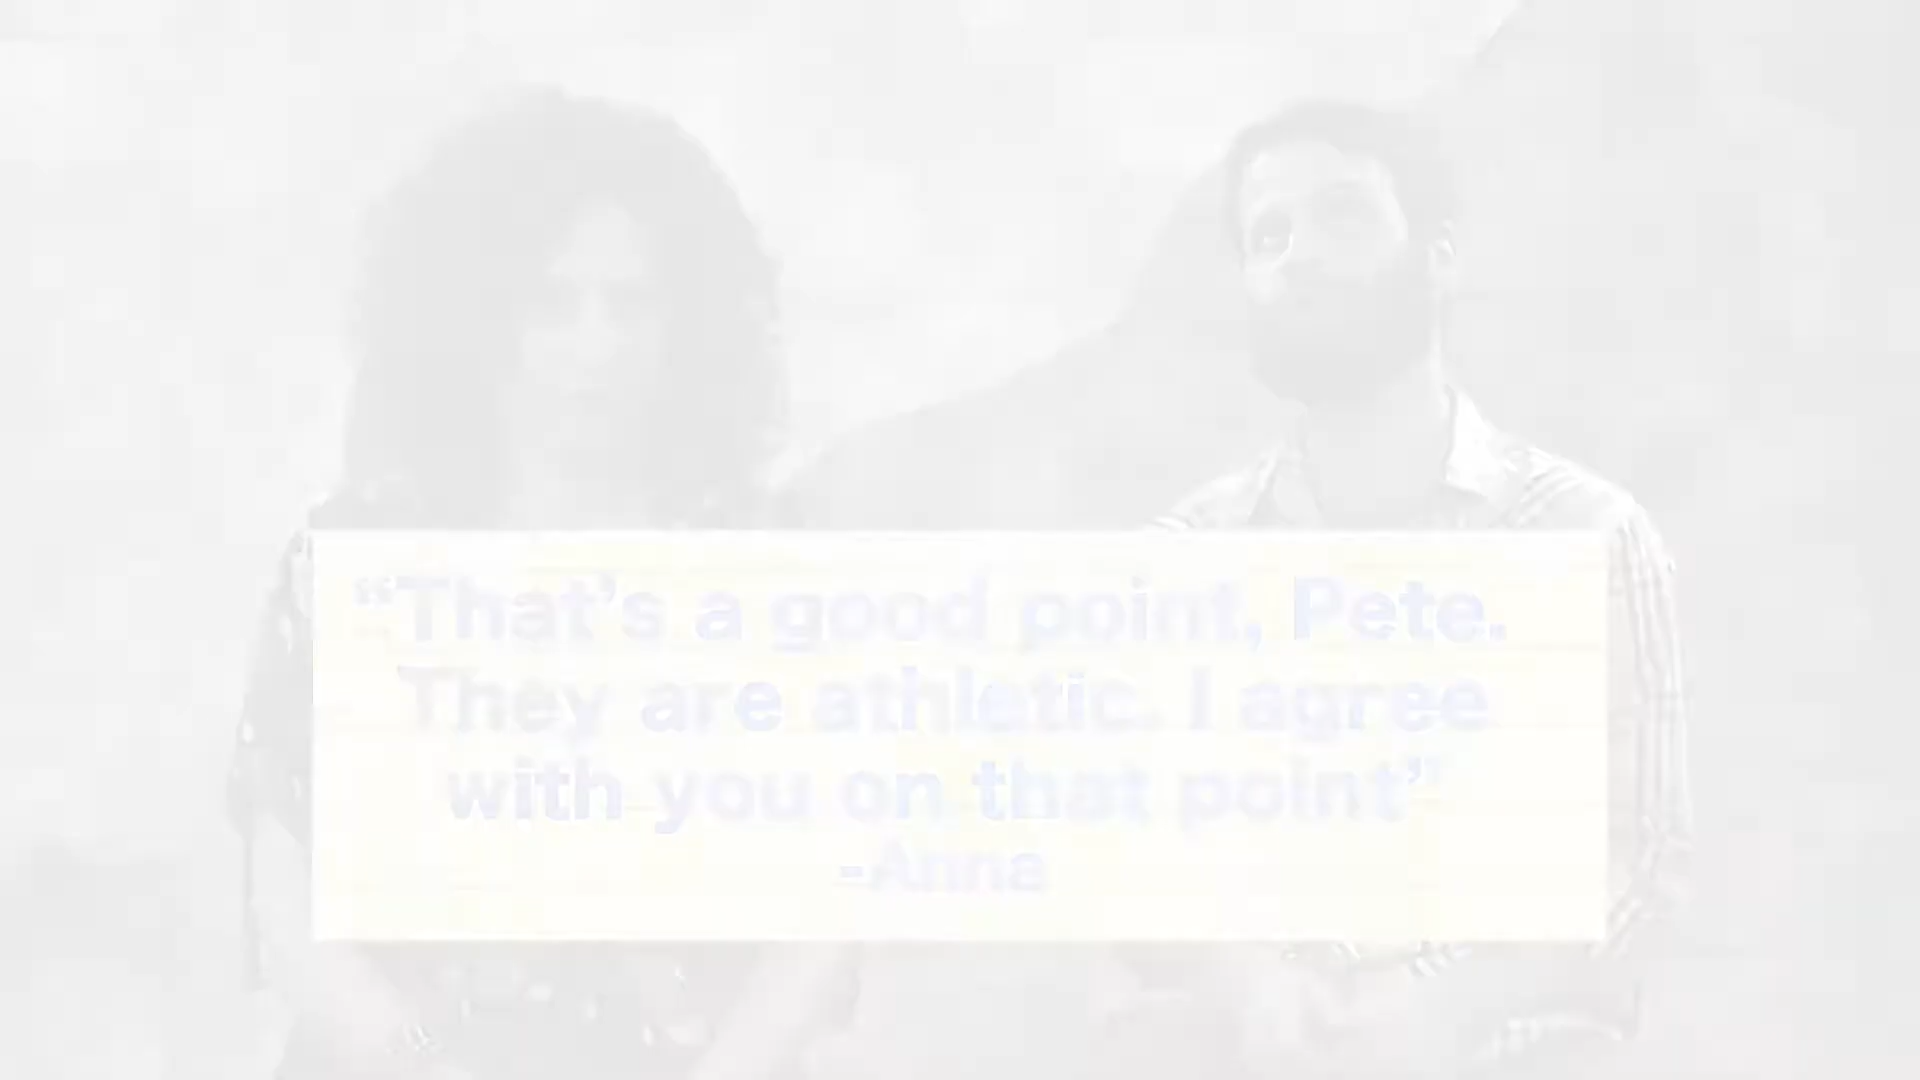 “That’s a good point, Pete.
They are athletic. I agree
with you on that point”
-Anna